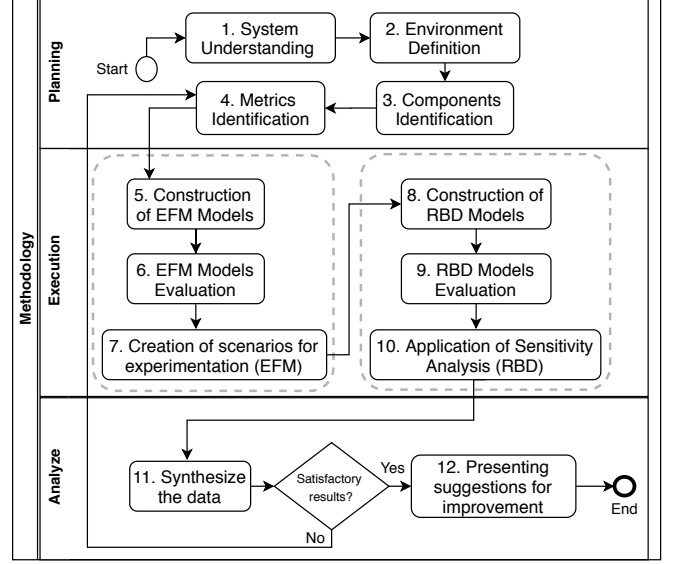 Methodology
Planning
Start
1. System
Understanding
2. Environment
Definition
3. Components
Identification
4. Metrics
Identification
Execution
5. Construction
of EFM Models
6. EFM Models
Evaluation
7. Creation of scenarios for
experimentation (EFM)
8. Construction of
RBD Models
9. RBD Models
Evaluation
10. Application of Sensitivity
Analysis (RBD)
Analyze
11. Synthesize
the data
Satisfactory
results?
Yes
No
12. Presenting
suggestions for
improvement
End